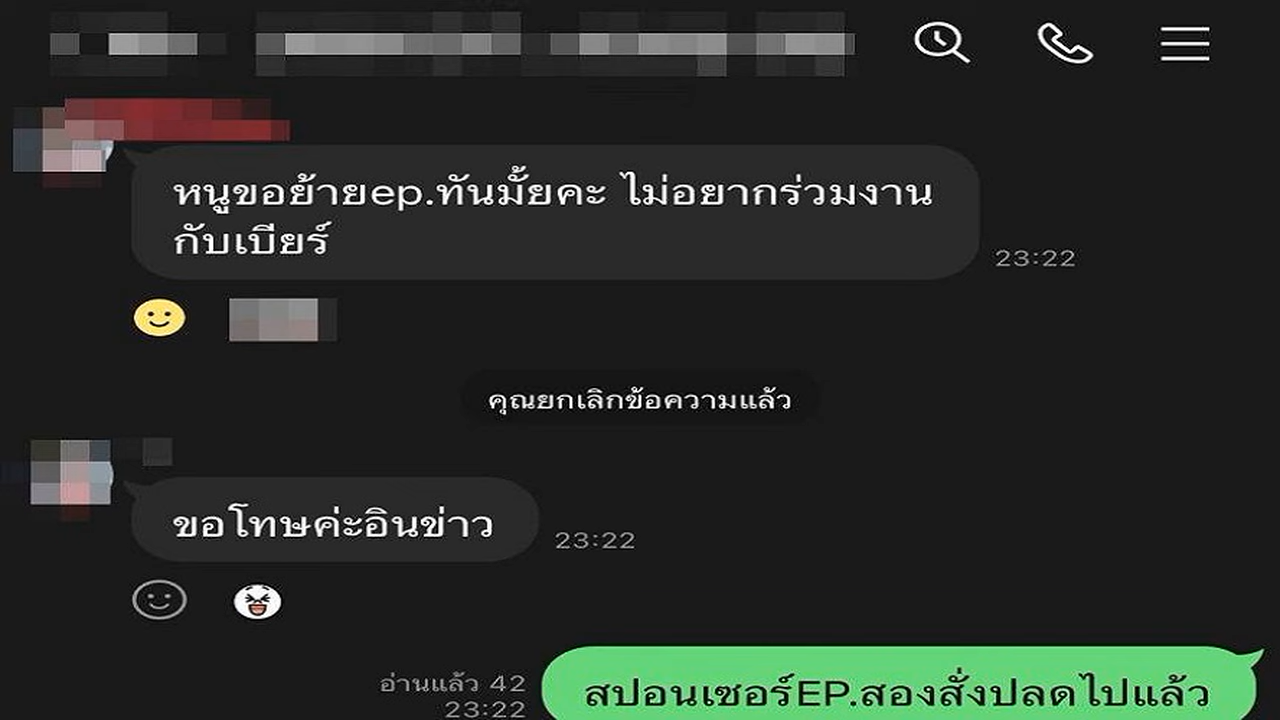 หนูขอย้ายep.ทันมั้ยคะ ไม่อยากร่วมงาน
กับเบียร์
23:22
คุณยกเลิกข้อความแล้ว
ขอโทษค่ะอินข่าว
23:22
อ่านแล้ว 42
23:22
สปอนเซอร์EP.สองสั่งปลดไปแล้ว